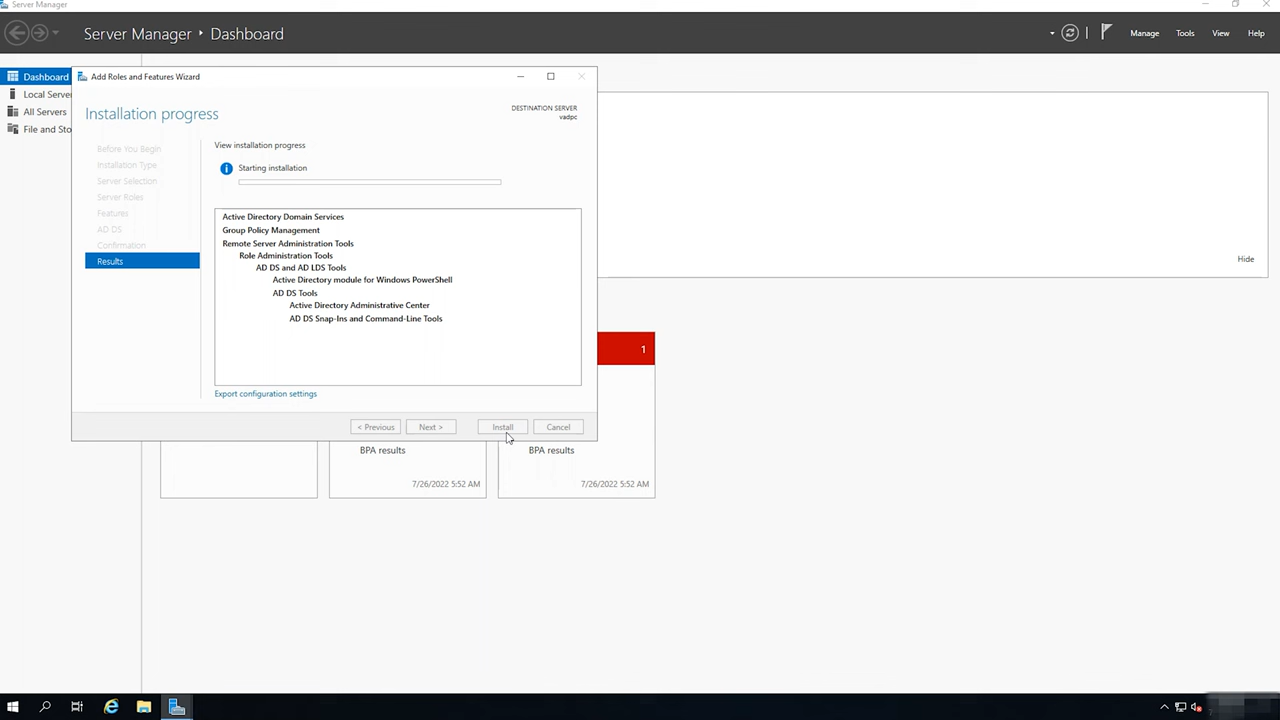 Server Manager
Server Manager ‣ Dashboard
Manage Tools View Help
Dashboard
Local Serve
All Servers
File and Sto
Add Roles and Features Wizard
Installation progress
DESTINATION SERVER
vadpc
Before You Begin
Installation Type
Server Selection
Server Roles
Features
AD DS
Confirmation
Results
View installation progress
Starting installation
Active Directory Domain Services
Group Policy Management
Remote Server Administration Tools
Role Administration Tools
AD DS and AD LDS Tools
Active Directory module for Windows PowerShell
AD DS Tools
Active Directory Administrative Center
AD DS Snap-Ins and Command-Line Tools
Export configuration settings
< Previous Next > Install Cancel
Hide
1
BPA results
7/26/2022 5:52 AM
BPA results
7/26/2022 5:52 AM